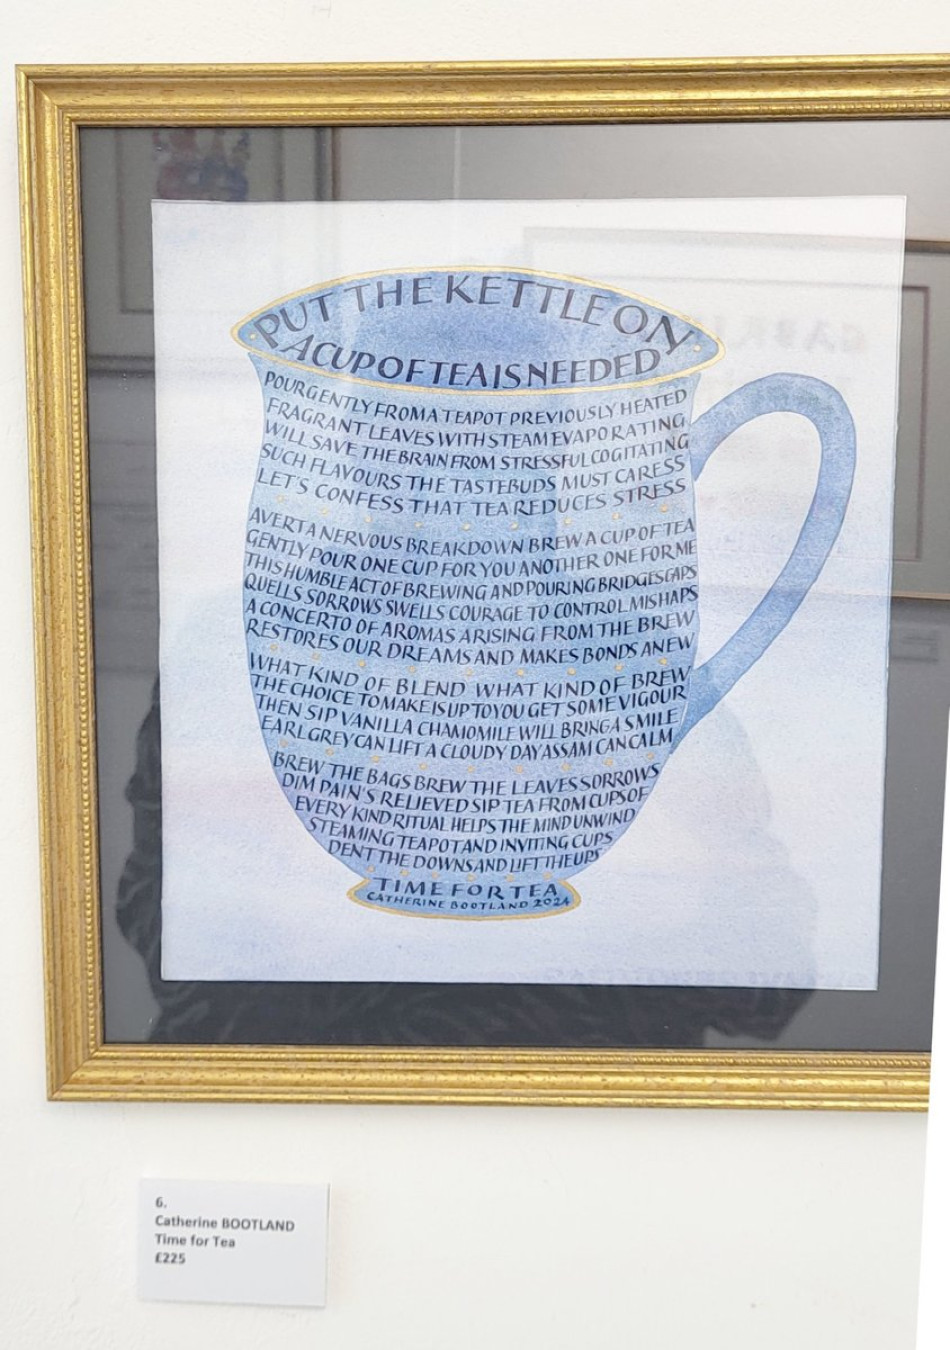 PUT THE KETTLE ON
A CUP OF TEA IS NEEDED
POUR GENTLY FROM A TEAPOT PREVIOUSLY HEATED
FRAGRANT LEAVES WITH STEAM EVAPORATING
WILL SAVE THE BRAIN FROM STRESSFUL COGITATING
SUCH FLAVOURS THE TASTEBUDS MUST CARESS
LET'S CONFESS THAT TEA REDUCES STRESS
AVERT A NERVOUS BREAKDOWN BREW A CUP OF TEA
GENTLY POUR ONE CUP FOR YOU ANOTHER ONE FOR ME
THIS HUMBLE ACT OF BREWING AND POURING BRIDGES GAPS
QUELLS SORROWS SWELLS COURAGE TO CONTROL MISHAPS
A CONCERTO OF AROMAS ARISING FROM THE BREW
RESTORES OUR DREAMS AND MAKES BONDS ANEW
WHAT KIND OF BLEND WHAT KIND OF BREW
THE CHOICE TO MAKE IS UP TO YOU GET SOME VIGOUR
THEN SIP VANILLA CHAMOMILE WILL BRING A SMILE
EARL GREY CAN LIFT A CLOUDY DAY ASSAM CAN CALM
BREW THE BAGS BREW THE LEAVES SORROWS
DIM PAIN'S RELIEVED SIP TEA FROM CUPS OF
EVERY KIND RITUAL HELPS THE MIND UNWIND
STEAMING TEAPOT AND INVITING CUPS
DENT THE DOWNS AND LIFT THE UPS
TIME FOR TEA
CATHERINE BOOTLAND 2024
6.
Catherine BOOTLAND
Time for Tea
£225